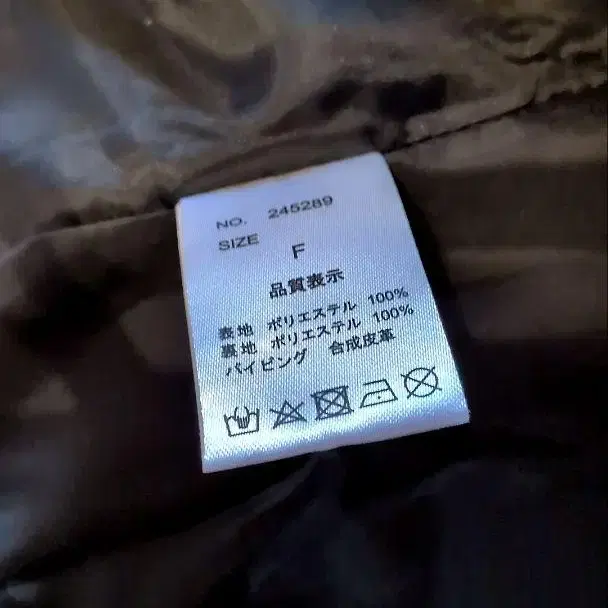 NO. 245289
SIZE
F
品質表示
表地 ポリエステル 100%
裏地 ポリエステル 100%
パイピング 合成皮革